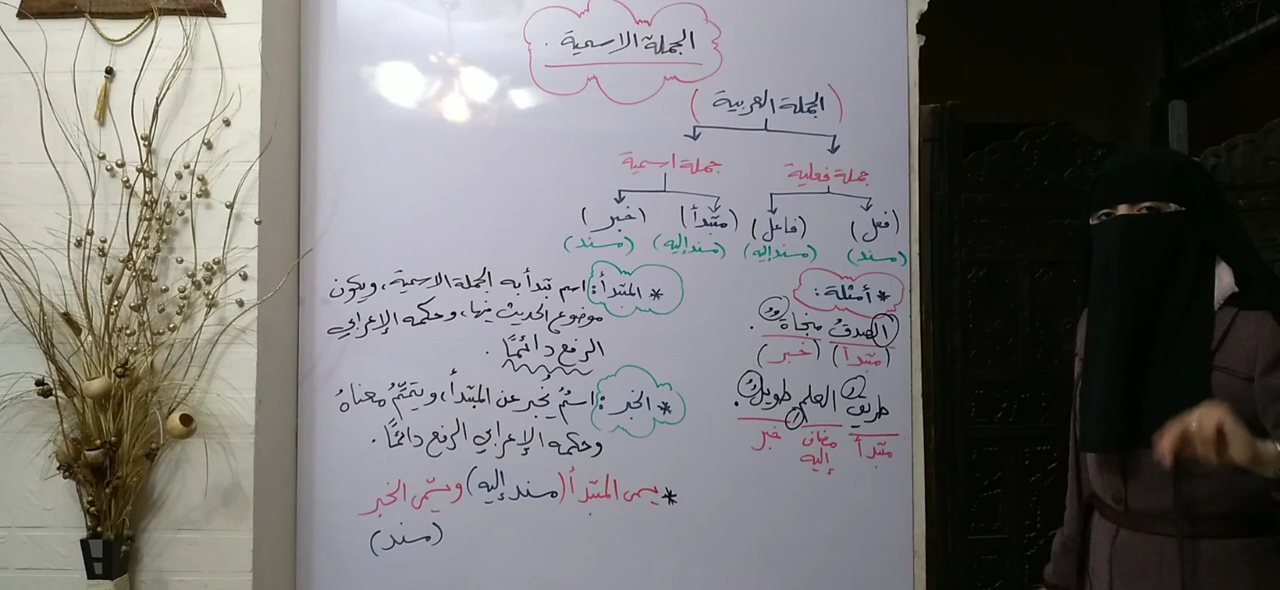 الجملة الاسمية .
(الجملة العربية)
جملة فعلية جملة اسمية
(فعل) (فاعل) (مبتدأ) (خبر)
(مسند) (مسند إليه) (مسند إليه) (مسند)
* أمثلة:
الصدقُ منجاةٌ .
(مبتدأ) (خبر)
طريقُ العلمِ طويلٌ .
مبتدأ مضاف إليه خبر
* المبتدأ: اسم تبدأ به الجملة الاسمية، ويكون
موضوع الحديث فيها، وحكمه الإعرابي
الرفع دائمًا .
* الخبر: اسمٌ يُخبر عن المبتدأ، ويتمّمُ معناهُ
وحكمه الإعرابي الرفع دائمًا .
* يسمى المبتدأ (مسند إليه) ويسمّى الخبر
(مسند)